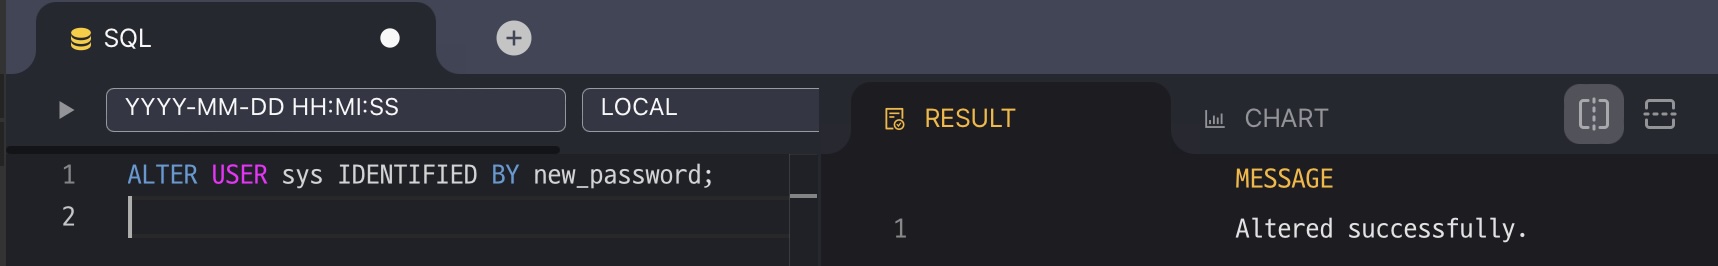 SQL
YYYY-MM-DD HH:MI:SS
LOCAL
1 ALTER USER sys IDENTIFIED BY new_password;
2
RESULT
CHART
MESSAGE
1 Altered successfully.